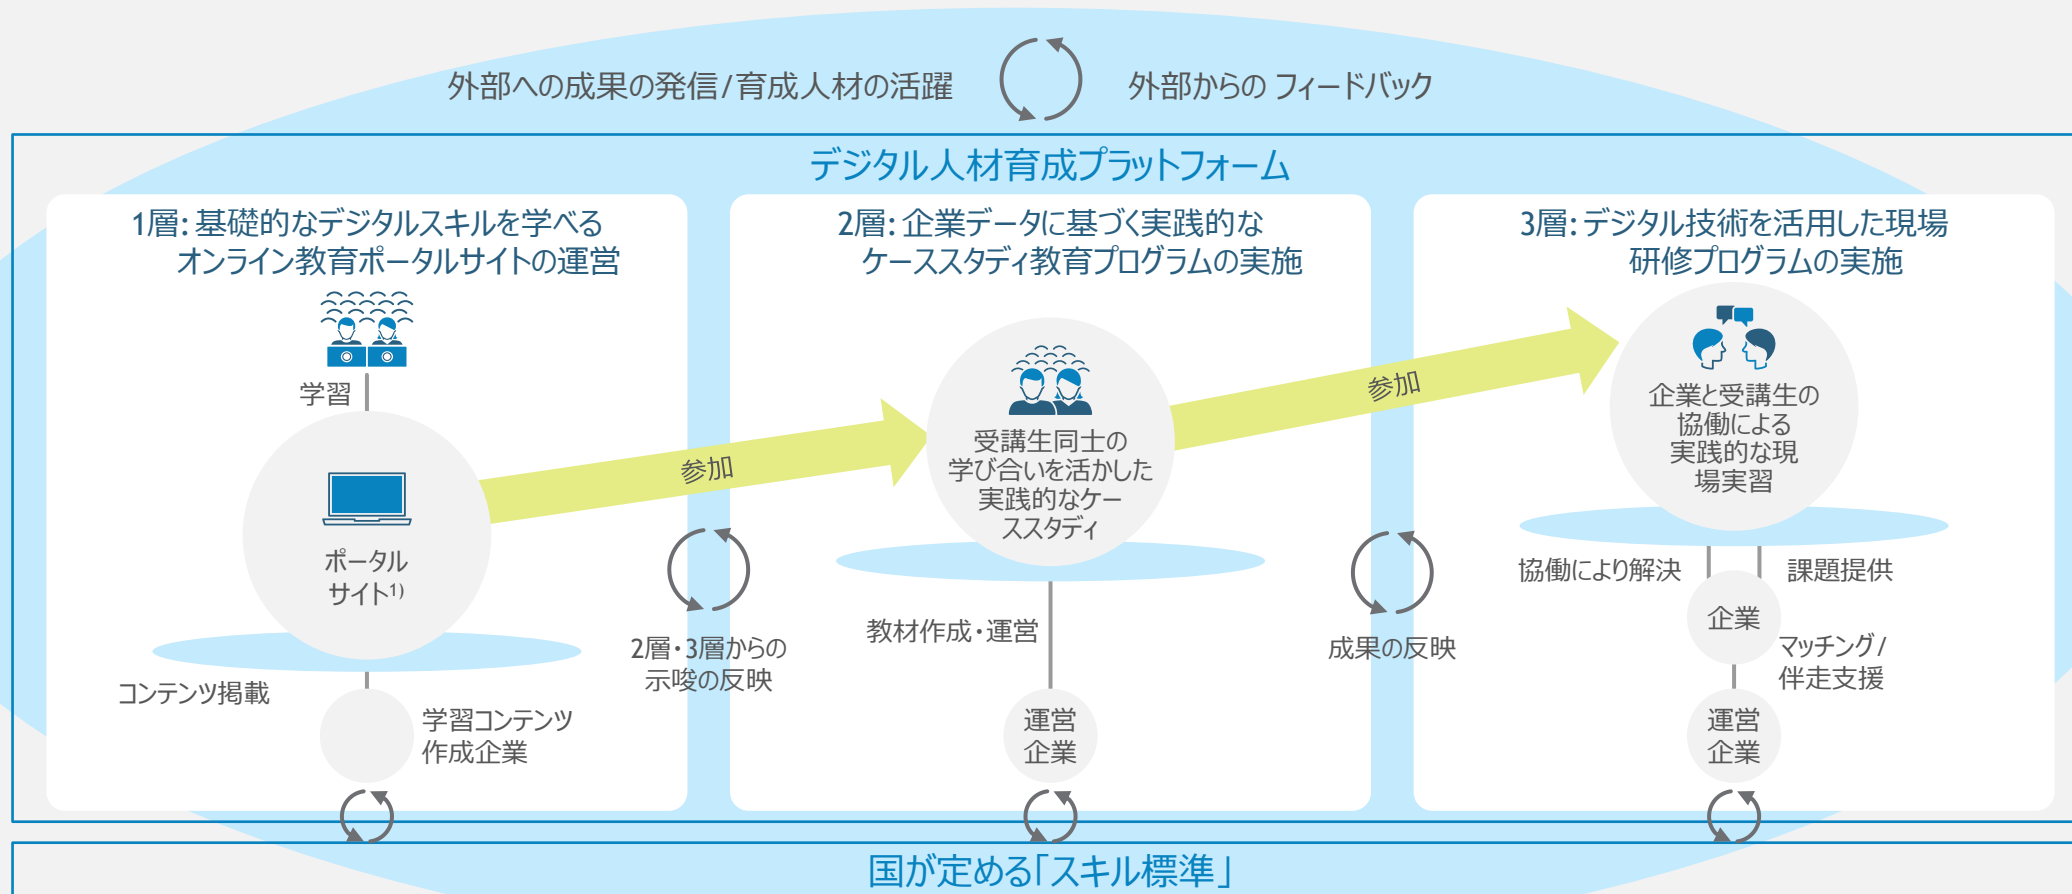 外部への成果の発信/育成人材の活躍
外部からの フィードバック
デジタル人材育成プラットフォーム
1層: 基礎的なデジタルスキルを学べる
オンライン教育ポータルサイトの運営
学習
ポータル
サイト1)
コンテンツ掲載
学習コンテンツ
作成企業
参加
2層・3層からの
示唆の反映
2層: 企業データに基づく実践的な
ケーススタディ教育プログラムの実施
受講生同士の
学び合いを活かした
実践的なケー
ススタディ
教材作成・運営
運営
企業
参加
成果の反映
3層: デジタル技術を活用した現場
研修プログラムの実施
企業と受講生の
協働による
実践的な現
場実習
協働により解決
課題提供
企業
マッチング/
伴走支援
運営
企業
国が定める「スキル標準」